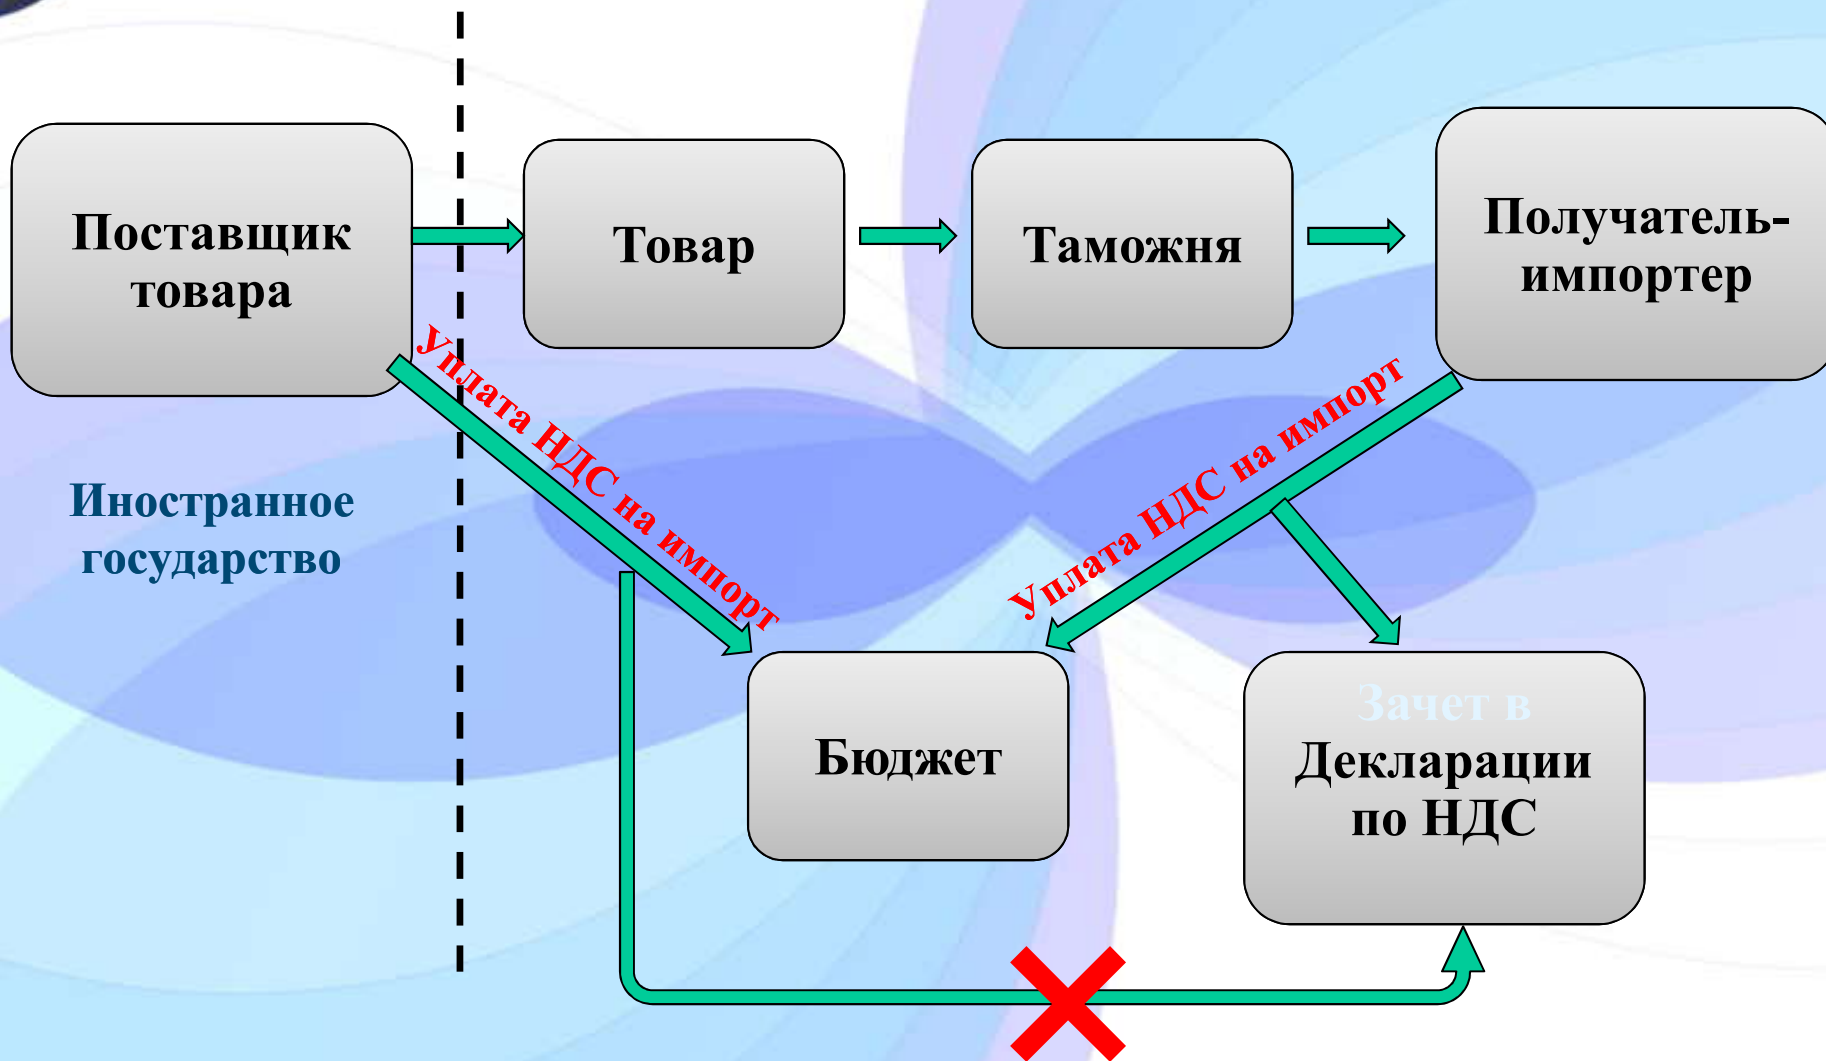 Поставщик
товара
Товар
Таможня
Получатель-
импортер
Уплата НДС на импорт
Уплата НДС на импорт
Иностранное
государство
Бюджет
Зачет в
Декларации
по НДС